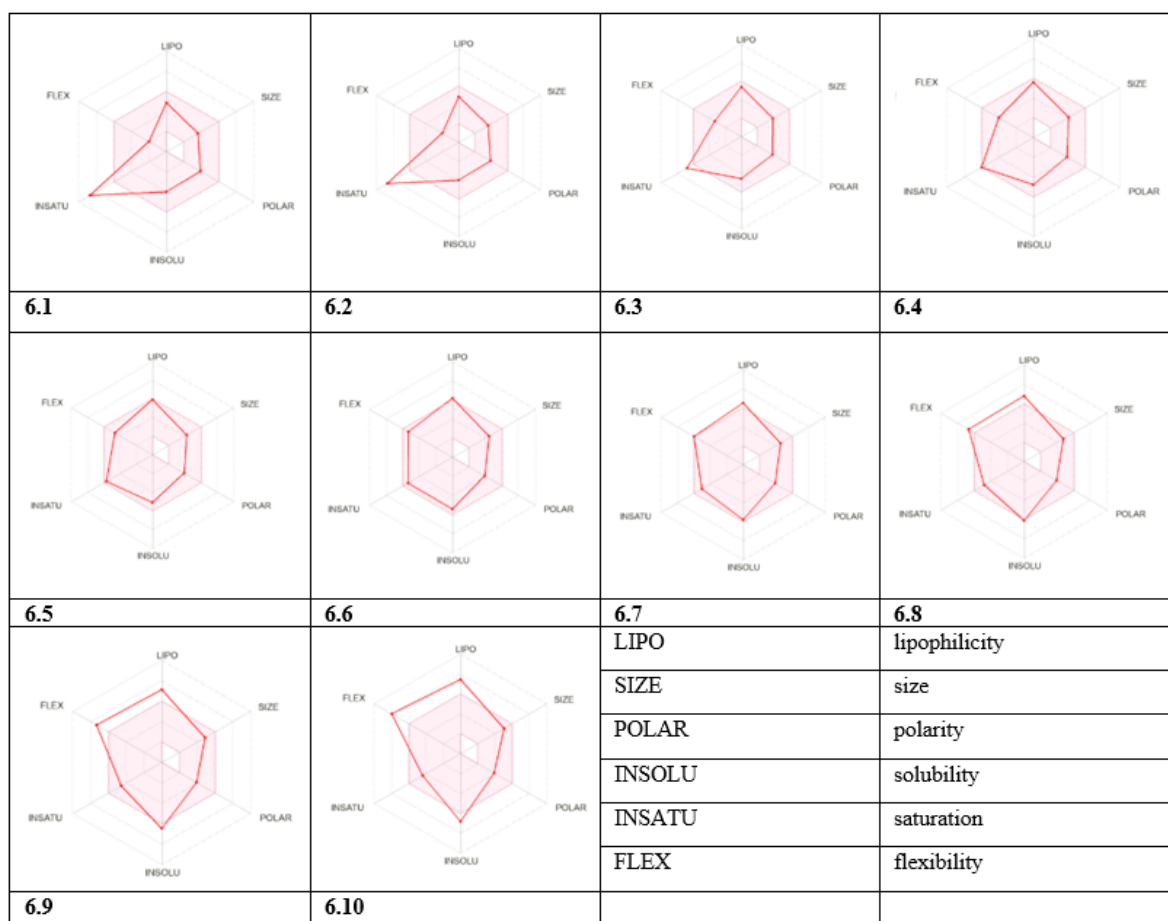 LIPO
FLEX
SIZE
INSATU
POLAR
INSOLU
LIPO
FLEX
SIZE
INSATU
POLAR
INSOLU
LIPO
FLEX
SIZE
INSATU
POLAR
INSOLU
LIPO
FLEX
SIZE
INSATU
POLAR
INSOLU
6.1 6.2 6.3 6.4
LIPO
FLEX
SIZE
INSATU
POLAR
INSOLU
LIPO
FLEX
SIZE
INSATU
POLAR
INSOLU
LIPO
FLEX
SIZE
INSATU
POLAR
INSOLU
LIPO
FLEX
SIZE
INSATU
POLAR
INSOLU
6.5 6.6 6.7 6.8
LIPO
FLEX
SIZE
INSATU
POLAR
INSOLU
LIPO
FLEX
SIZE
INSATU
POLAR
INSOLU
LIPO lipophilicity
SIZE size
POLAR polarity
INSOLU solubility
INSATU saturation
FLEX flexibility
6.9 6.10